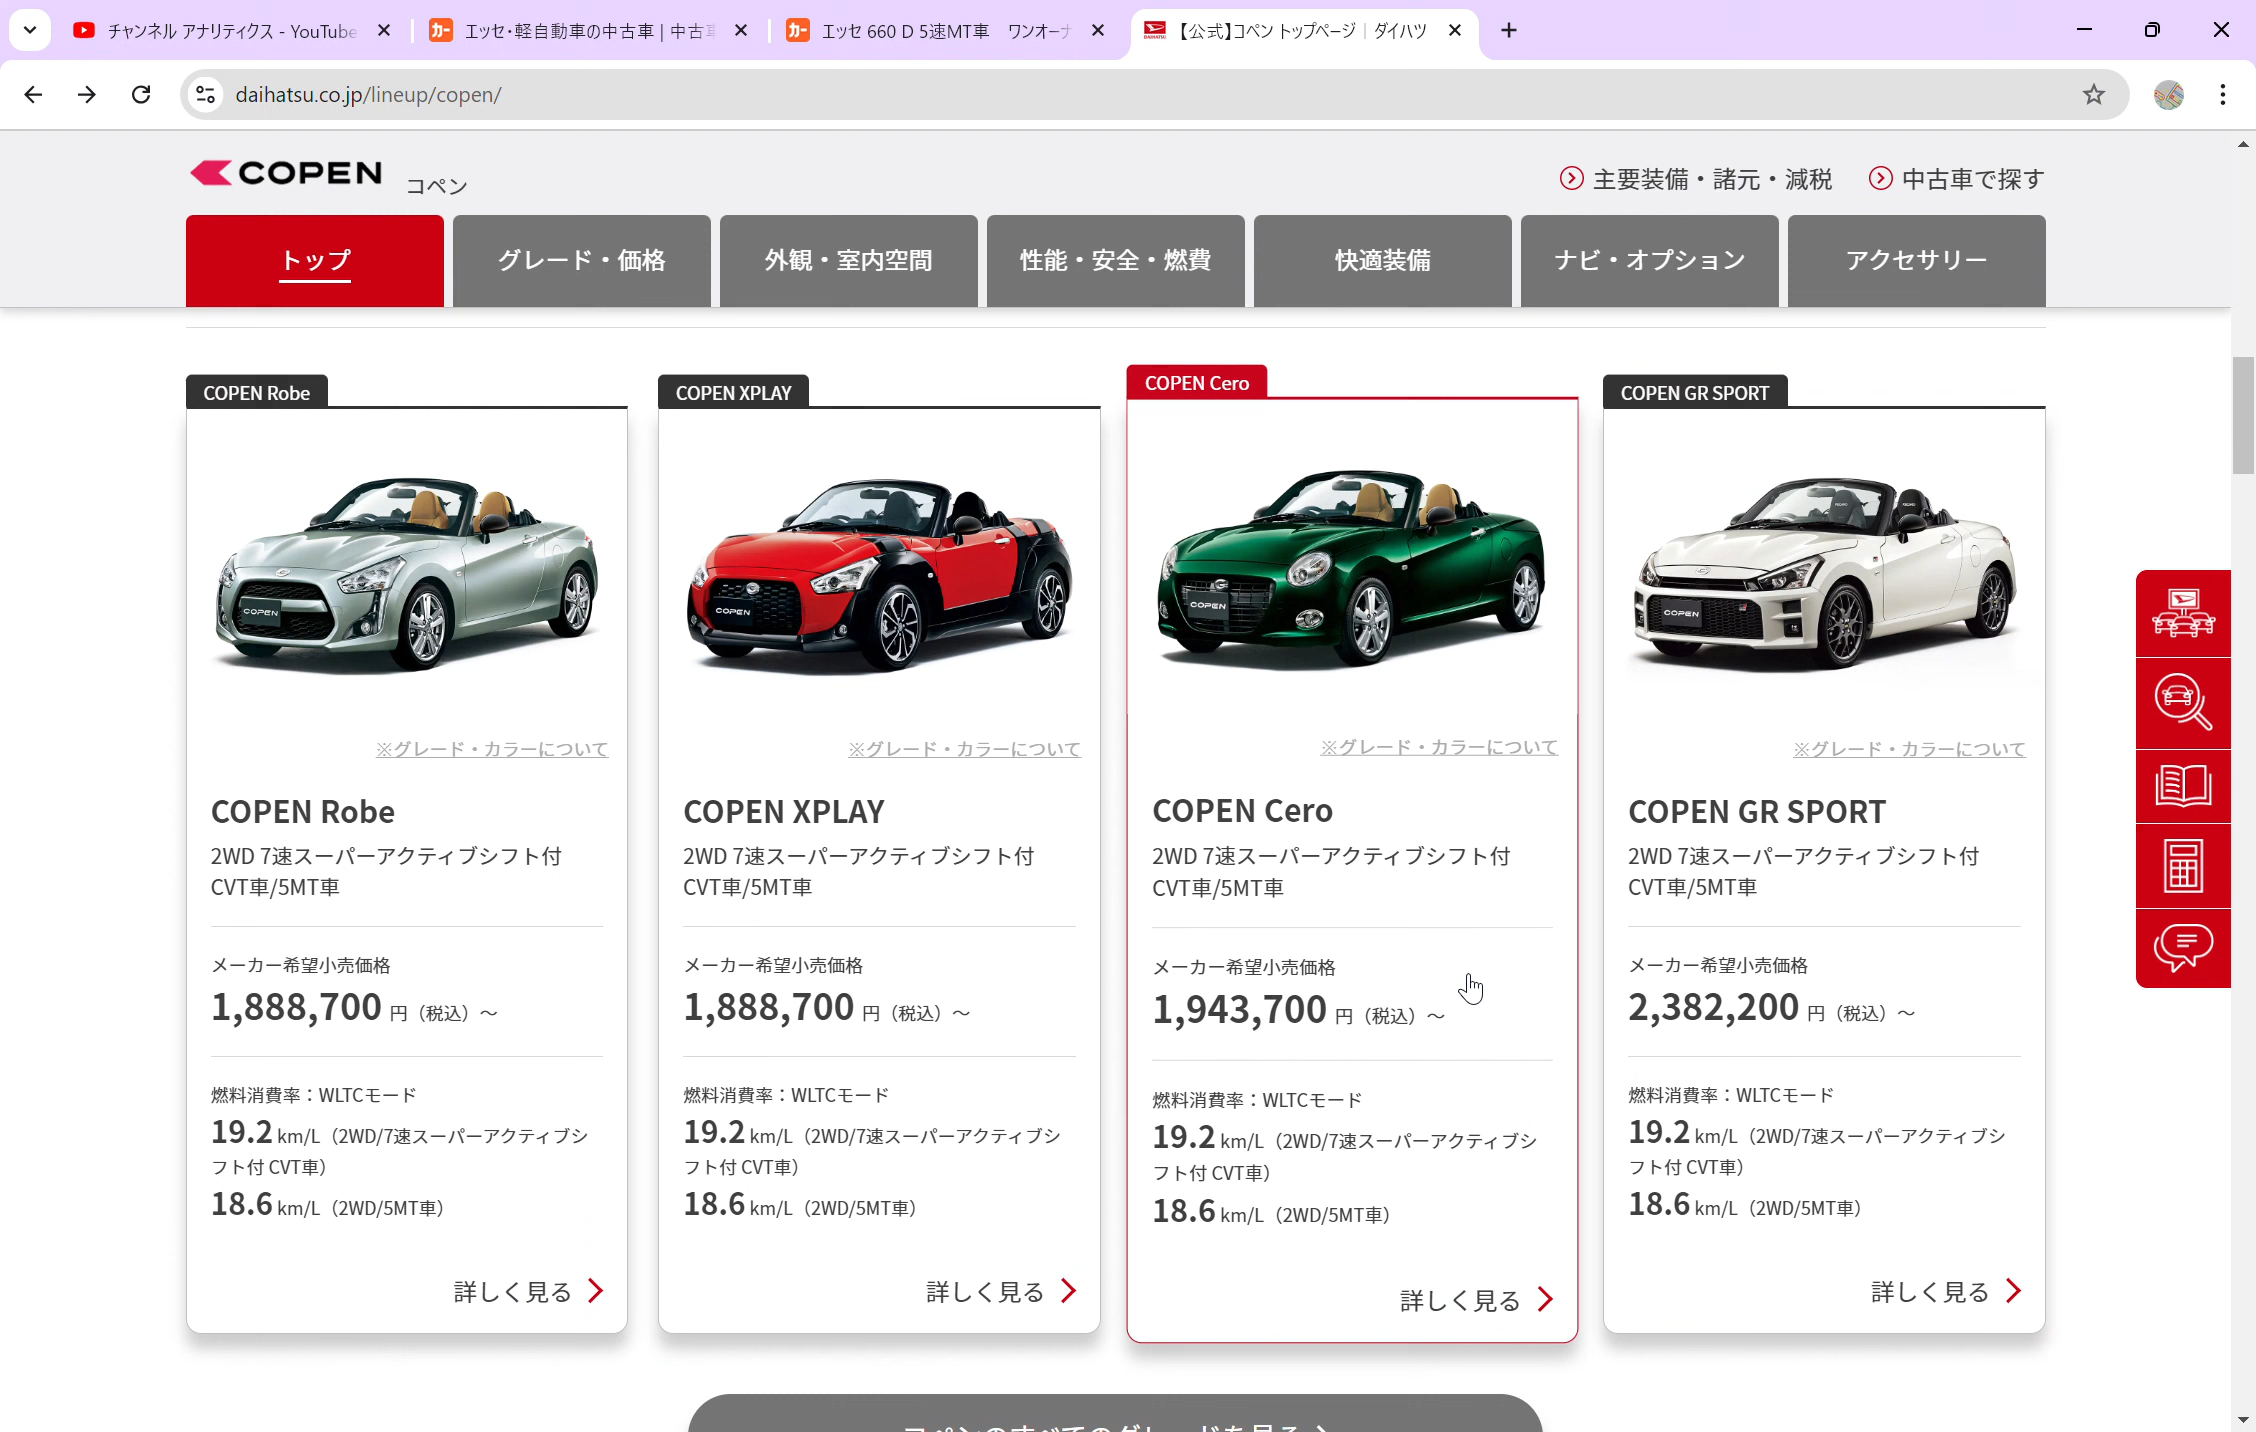 チャンネル アナリティクス - YouTube
エッセ・軽自動車の中古車 | 中古車
エッセ 660 D 5速MT車　ワンオーナ
【公式】コペン トップページ｜ダイハツ
daihatsu.co.jp/lineup/copen/
COPEN コペン
主要装備・諸元・減税
中古車で探す
トップ
グレード・価格
外観・室内空間
性能・安全・燃費
快適装備
ナビ・オプション
アクセサリー
COPEN Robe
※グレード・カラーについて
COPEN Robe
2WD 7速スーパーアクティブシフト付
CVT車/5MT車
メーカー希望小売価格
1,888,700 円（税込）～
燃料消費率：WLTCモード
19.2 km/L（2WD/7速スーパーアクティブシ
フト付 CVT車）
18.6 km/L（2WD/5MT車）
詳しく見る
COPEN XPLAY
※グレード・カラーについて
COPEN XPLAY
2WD 7速スーパーアクティブシフト付
CVT車/5MT車
メーカー希望小売価格
1,888,700 円（税込）～
燃料消費率：WLTCモード
19.2 km/L（2WD/7速スーパーアクティブシ
フト付 CVT車）
18.6 km/L（2WD/5MT車）
詳しく見る
COPEN Cero
※グレード・カラーについて
COPEN Cero
2WD 7速スーパーアクティブシフト付
CVT車/5MT車
メーカー希望小売価格
1,943,700 円（税込）～
燃料消費率：WLTCモード
19.2 km/L（2WD/7速スーパーアクティブシ
フト付 CVT車）
18.6 km/L（2WD/5MT車）
詳しく見る
COPEN GR SPORT
※グレード・カラーについて
COPEN GR SPORT
2WD 7速スーパーアクティブシフト付
CVT車/5MT車
メーカー希望小売価格
2,382,200 円（税込）～
燃料消費率：WLTCモード
19.2 km/L（2WD/7速スーパーアクティブシ
フト付 CVT車）
18.6 km/L（2WD/5MT車）
詳しく見る
コペンのすべてのグレードを見る